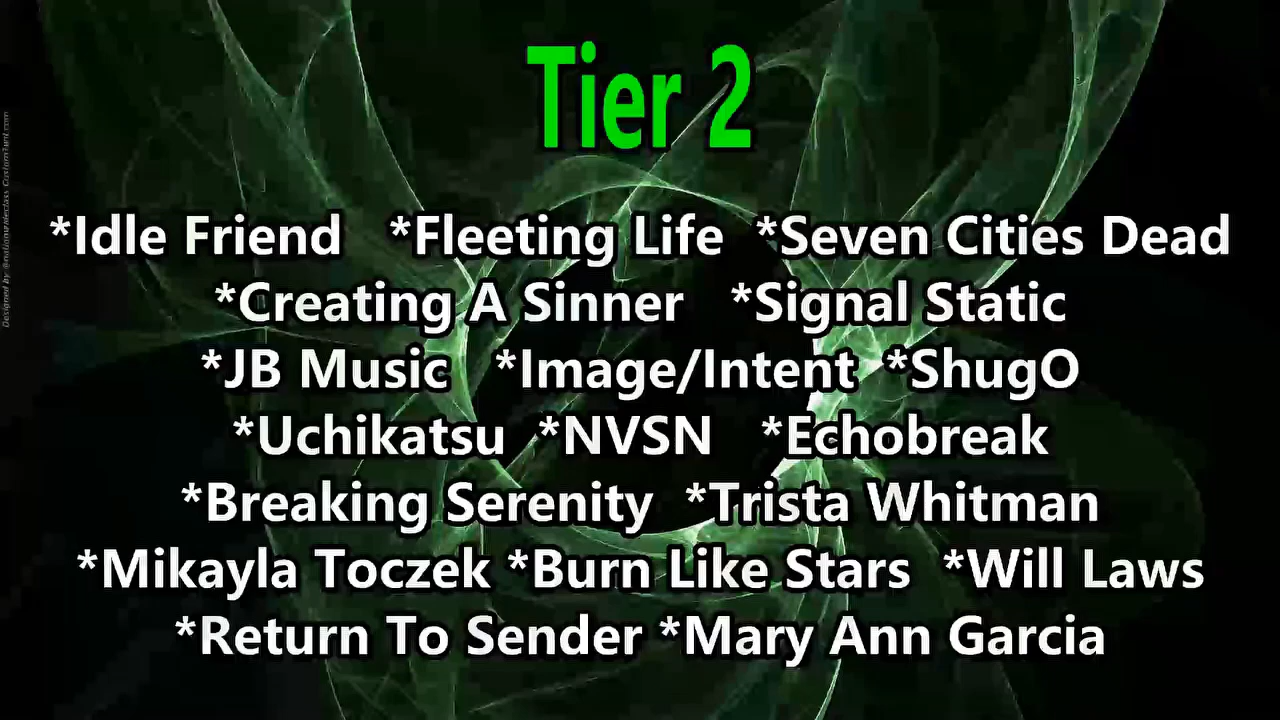 Tier 2
*Idle Friend *Fleeting Life *Seven Cities Dead
*Creating A Sinner *Signal Static
*JB Music *Image/Intent *ShugO
*Uchikatsu *NVSN *Echobreak
*Breaking Serenity *Trista Whitman
*Mikayla Toczek *Burn Like Stars *Will Laws
*Return To Sender *Mary Ann Garcia
Designed by